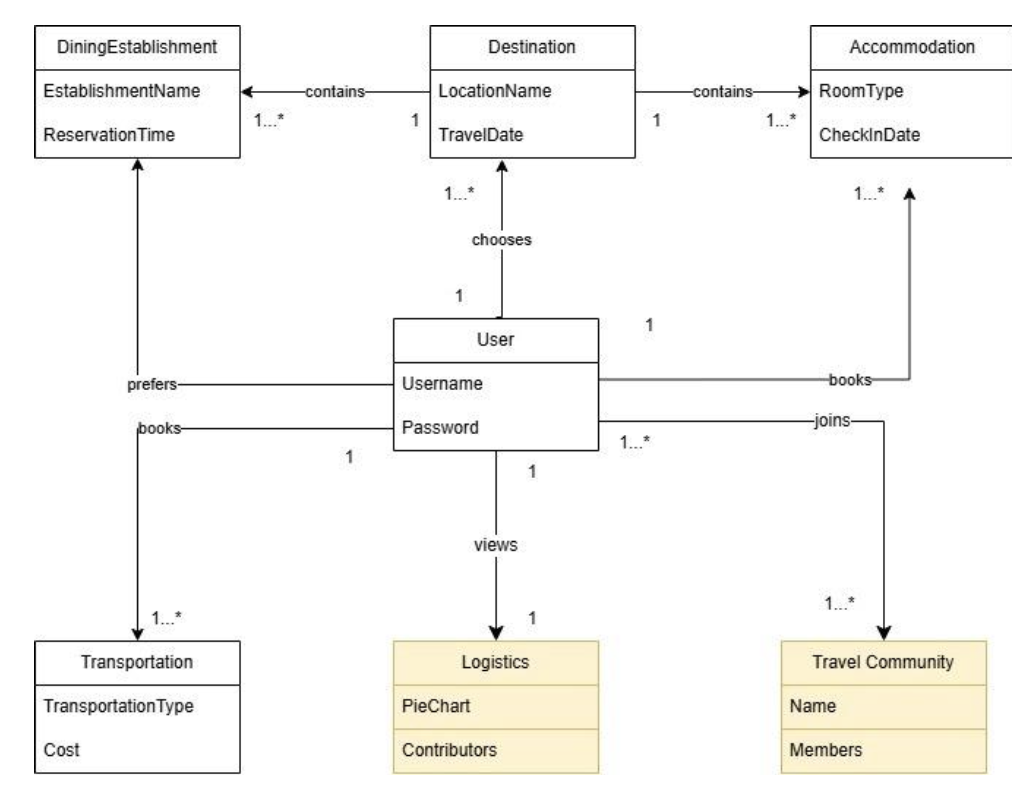 DiningEstablishment
EstablishmentName
ReservationTime
contains
1...*
1
Destination
LocationName
TravelDate
contains
1
1...*
Accommodation
RoomType
CheckInDate
1...*
1...*
chooses
1
User
Username
Password
1
prefers
books
books
joins
1
1
1...*
views
1...*
1
1...*
Transportation
TransportationType
Cost
Logistics
PieChart
Contributors
Travel Community
Name
Members